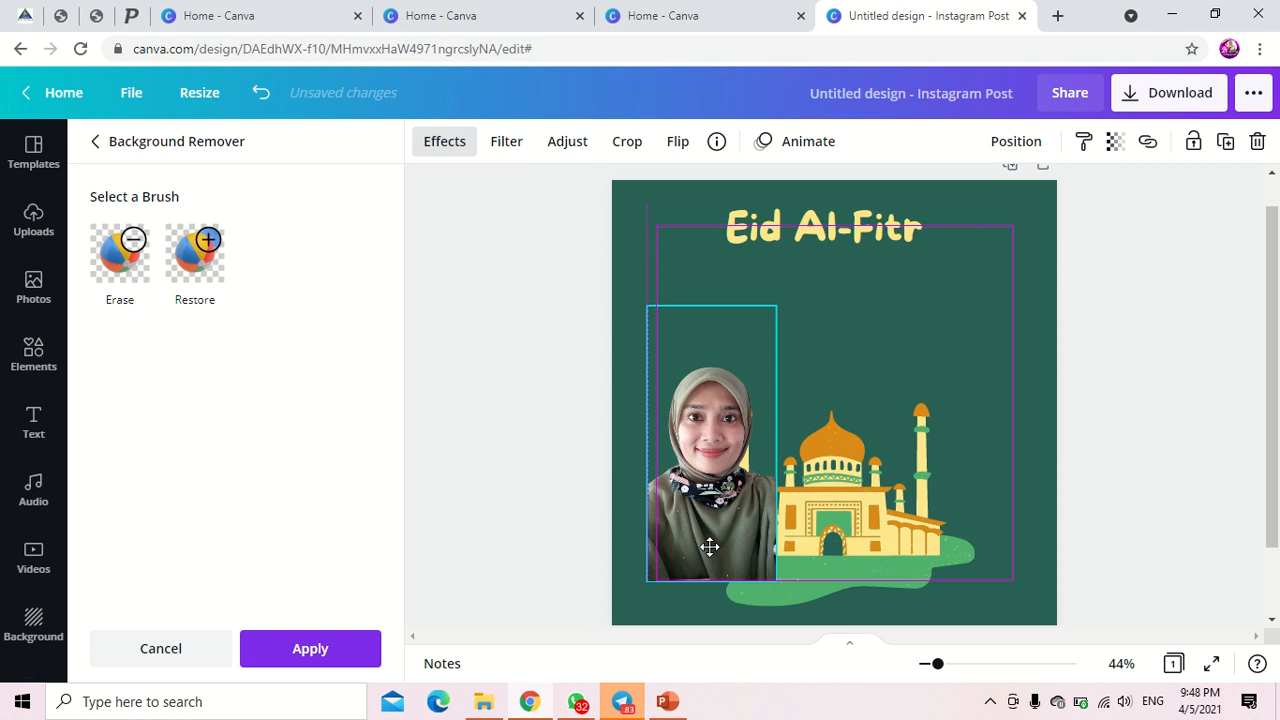 Home - Canva
Home - Canva
Home - Canva
Untitled design - Instagram Post
canva.com/design/DAEdhWX-f10/MHmvxxHaW4971ngrcslyNA/edit#
Home File Resize Unsaved changes Untitled design - Instagram Post Share Download
Templates
Uploads
Photos
Elements
Text
Audio
Videos
Background
Background Remover
Select a Brush
Erase Restore
Cancel Apply
Effects Filter Adjust Crop Flip Animate Position
Eid Al-Fitr
Notes 44% 1
Type here to search
32
83
ENG
9:48 PM
4/5/2021